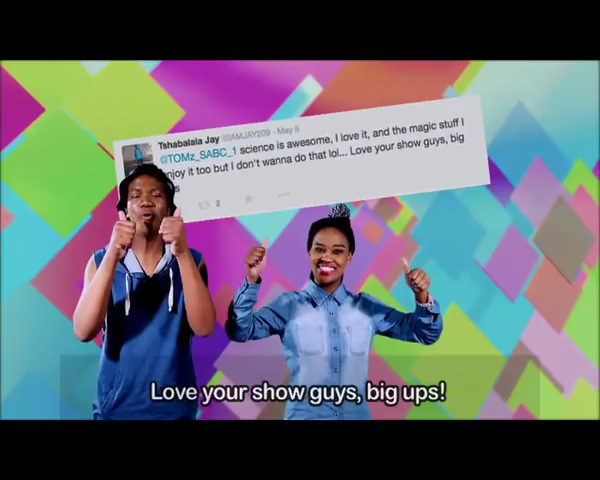 Tshabalala Jay @AMJAY209 · May 5
@TOMz_SABC_1 science is awesome, I love it, and the magic stuff I
enjoy it too but I don't wanna do that lol... Love your show guys, big
2
Love your show guys, big ups!